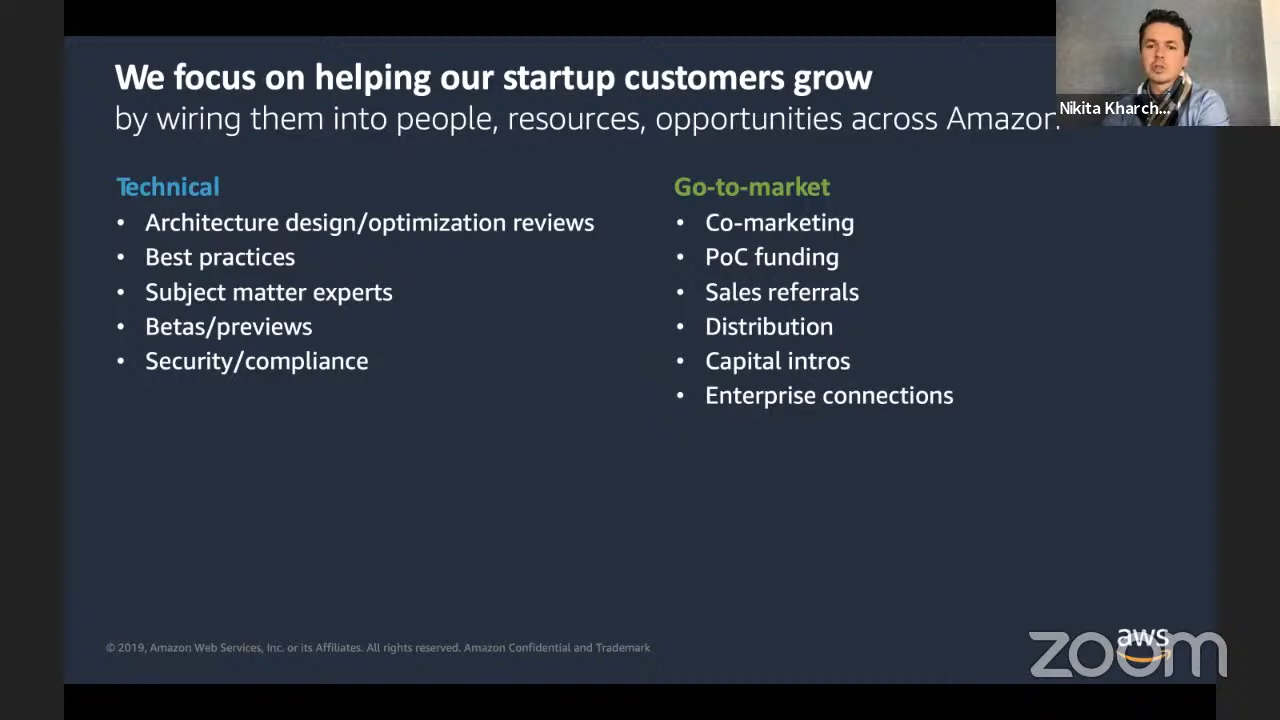 We focus on helping our startup customers grow
by wiring them into people, resources, opportunities across Amazon.
Nikita Kharch...
Technical
• Architecture design/optimization reviews
• Best practices
• Subject matter experts
• Betas/previews
• Security/compliance
Go-to-market
• Co-marketing
• PoC funding
• Sales referrals
• Distribution
• Capital intros
• Enterprise connections
© 2019, Amazon Web Services, Inc. or its Affiliates. All rights reserved. Amazon Confidential and Trademark
aws
zoom